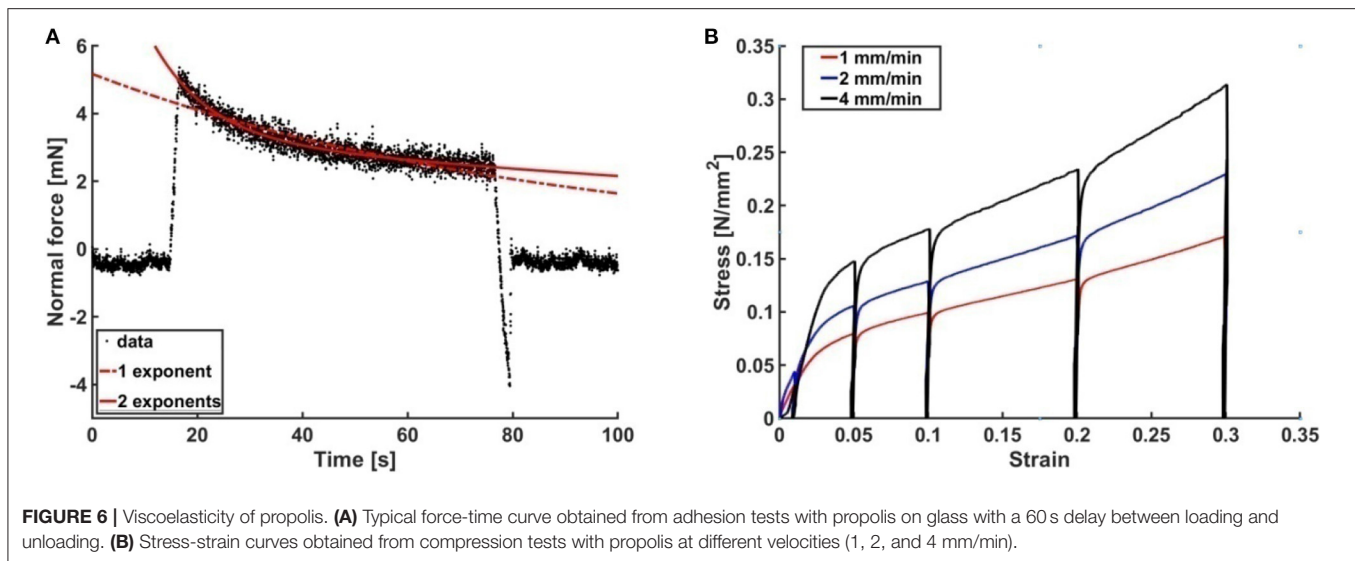 A
B
6
4
2
0
-2
-4
Normal force [mN]
data
1 exponent
2 exponents
0
20
40
60
80
100
Time [s]
0.35
0.3
0.25
0.2
0.15
0.1
0.05
0
Stress [N/mm²]
1 mm/min
2 mm/min
4 mm/min
0
0.05
0.1
0.15
0.2
0.25
0.3
0.35
Strain
FIGURE 6 | Viscoelasticity of propolis. (A) Typical force-time curve obtained from adhesion tests with propolis on glass with a 60 s delay between loading and
unloading. (B) Stress-strain curves obtained from compression tests with propolis at different velocities (1, 2, and 4 mm/min).